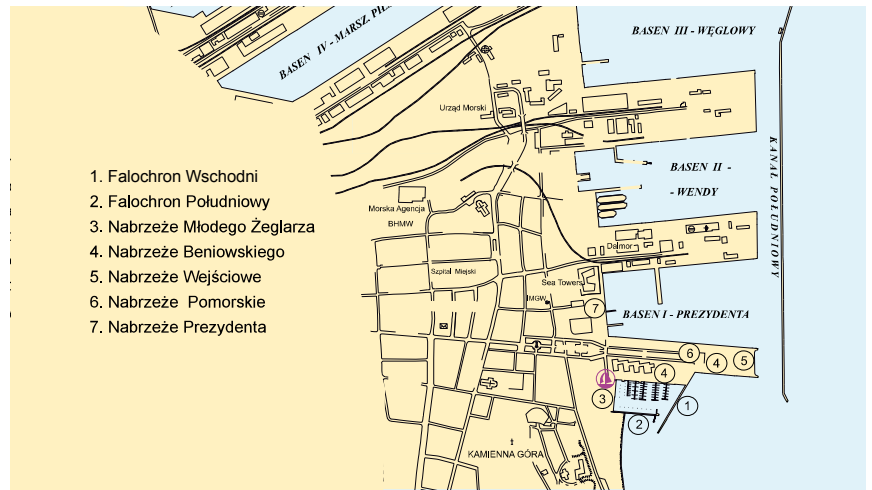 BASEN IV - MARSZ.
BASEN III - WĘGLOWY
Urząd Morski
KANAŁ POŁUDNIOWY
BASEN II -
- WENDY
1. Falochron Wschodni
2. Falochron Południowy
3. Nabrzeże Młodego Żeglarza
4. Nabrzeże Beniowskiego
5. Nabrzeże Wejściowe
6. Nabrzeże Pomorskie
7. Nabrzeże Prezydenta
Morska Agencja
BHMW
Dalmor
Szpital Miejski
Sea Towers
IMGW
7
BASEN I - PREZYDENTA
6
4
5
4
3
1
2
KAMIENNA GÓRA